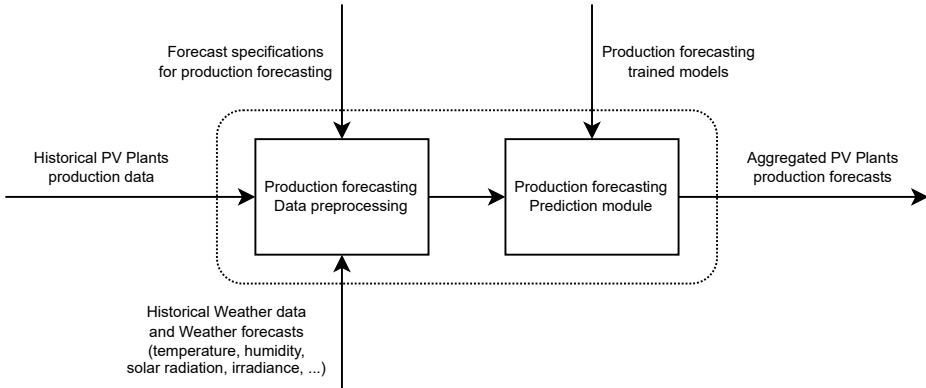 Forecast specifications
for production forecasting
Production forecasting
trained models
Historical PV Plants
production data
Production forecasting
Data preprocessing
Production forecasting
Prediction module
Aggregated PV Plants
production forecasts
Historical Weather data
and Weather forecasts
(temperature, humidity,
solar radiation, irradiance, ...)